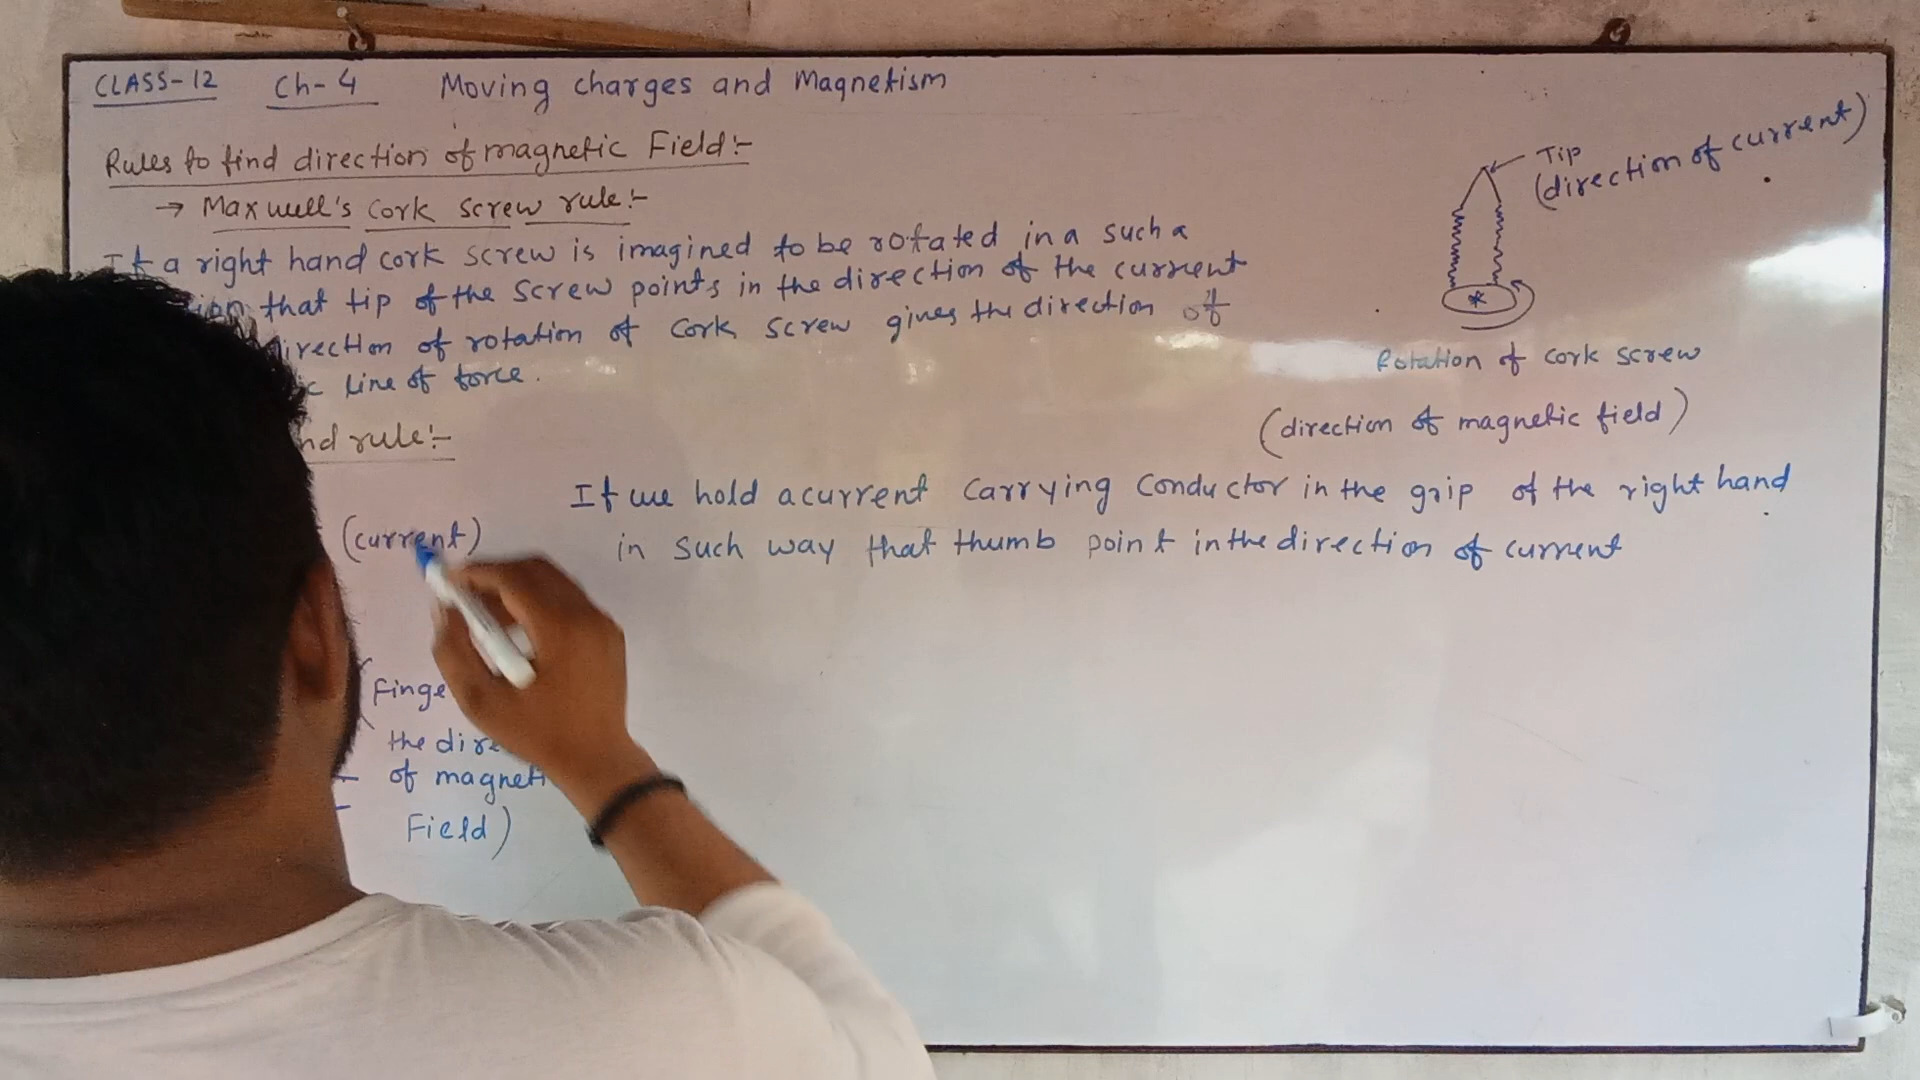 CLASS-12 Ch-4 Moving charges and Magnetism
Rules to find direction of magnetic Field:-
→ Maxwell's Cork screw rule:-
If a right hand cork screw is imagined to be rotated in a such a
that tip of the screw points in the direction of the current
direction of rotation of cork screw gives the direction of
line of force.
Tip
(direction of current)
Rotation of cork screw
(direction of magnetic field)
rule:-
If we hold a current carrying conductor in the grip of the right hand
in such way that thumb point in the direction of current
(current)
(Finge
the dire
of magneti
Field)